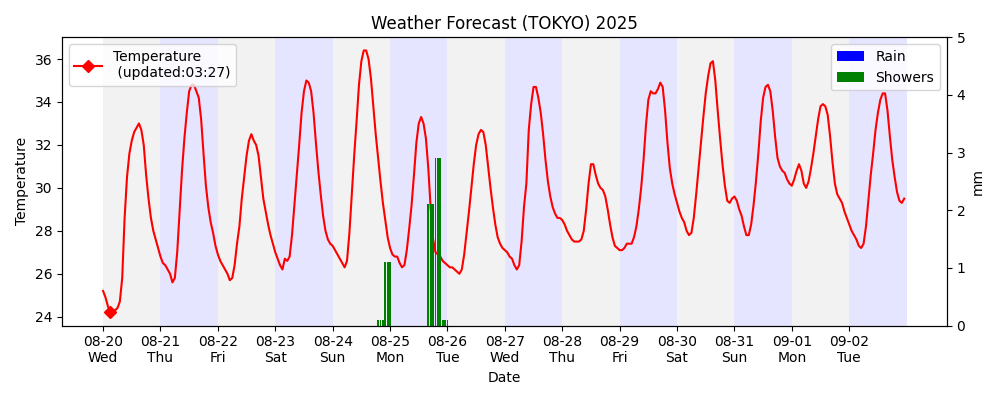 Weather Forecast (TOKYO) 2025
Temperature
(updated:03:27)
Rain
Showers
Temperature
36
34
32
30
28
26
24
5
4
3
2
1
0
mm
08-20 08-21 08-22 08-23 08-24 08-25 08-26 08-27 08-28 08-29 08-30 08-31 09-01 09-02
Wed Thu Fri Sat Sun Mon Tue Wed Thu Fri Sat Sun Mon Tue
Date